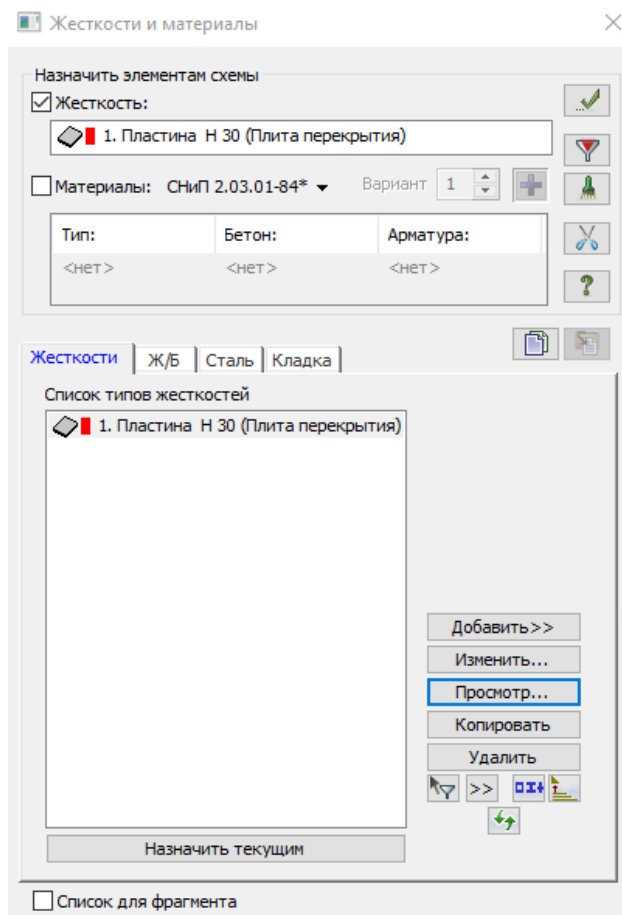 Жесткости и материалы
Назначить элементам схемы
Жесткость:
1. Пластина H 30 (Плита перекрытия)
Материалы: СНиП 2.03.01-84* Вариант 1
Тип: Бетон: Арматура:
<нет> <нет> <нет>
Жесткости Ж/Б Сталь Кладка
Список типов жесткостей
1. Пластина H 30 (Плита перекрытия)
Добавить>>
Изменить...
Просмотр...
Копировать
Удалить
>>
Назначить текущим
Список для фрагмента